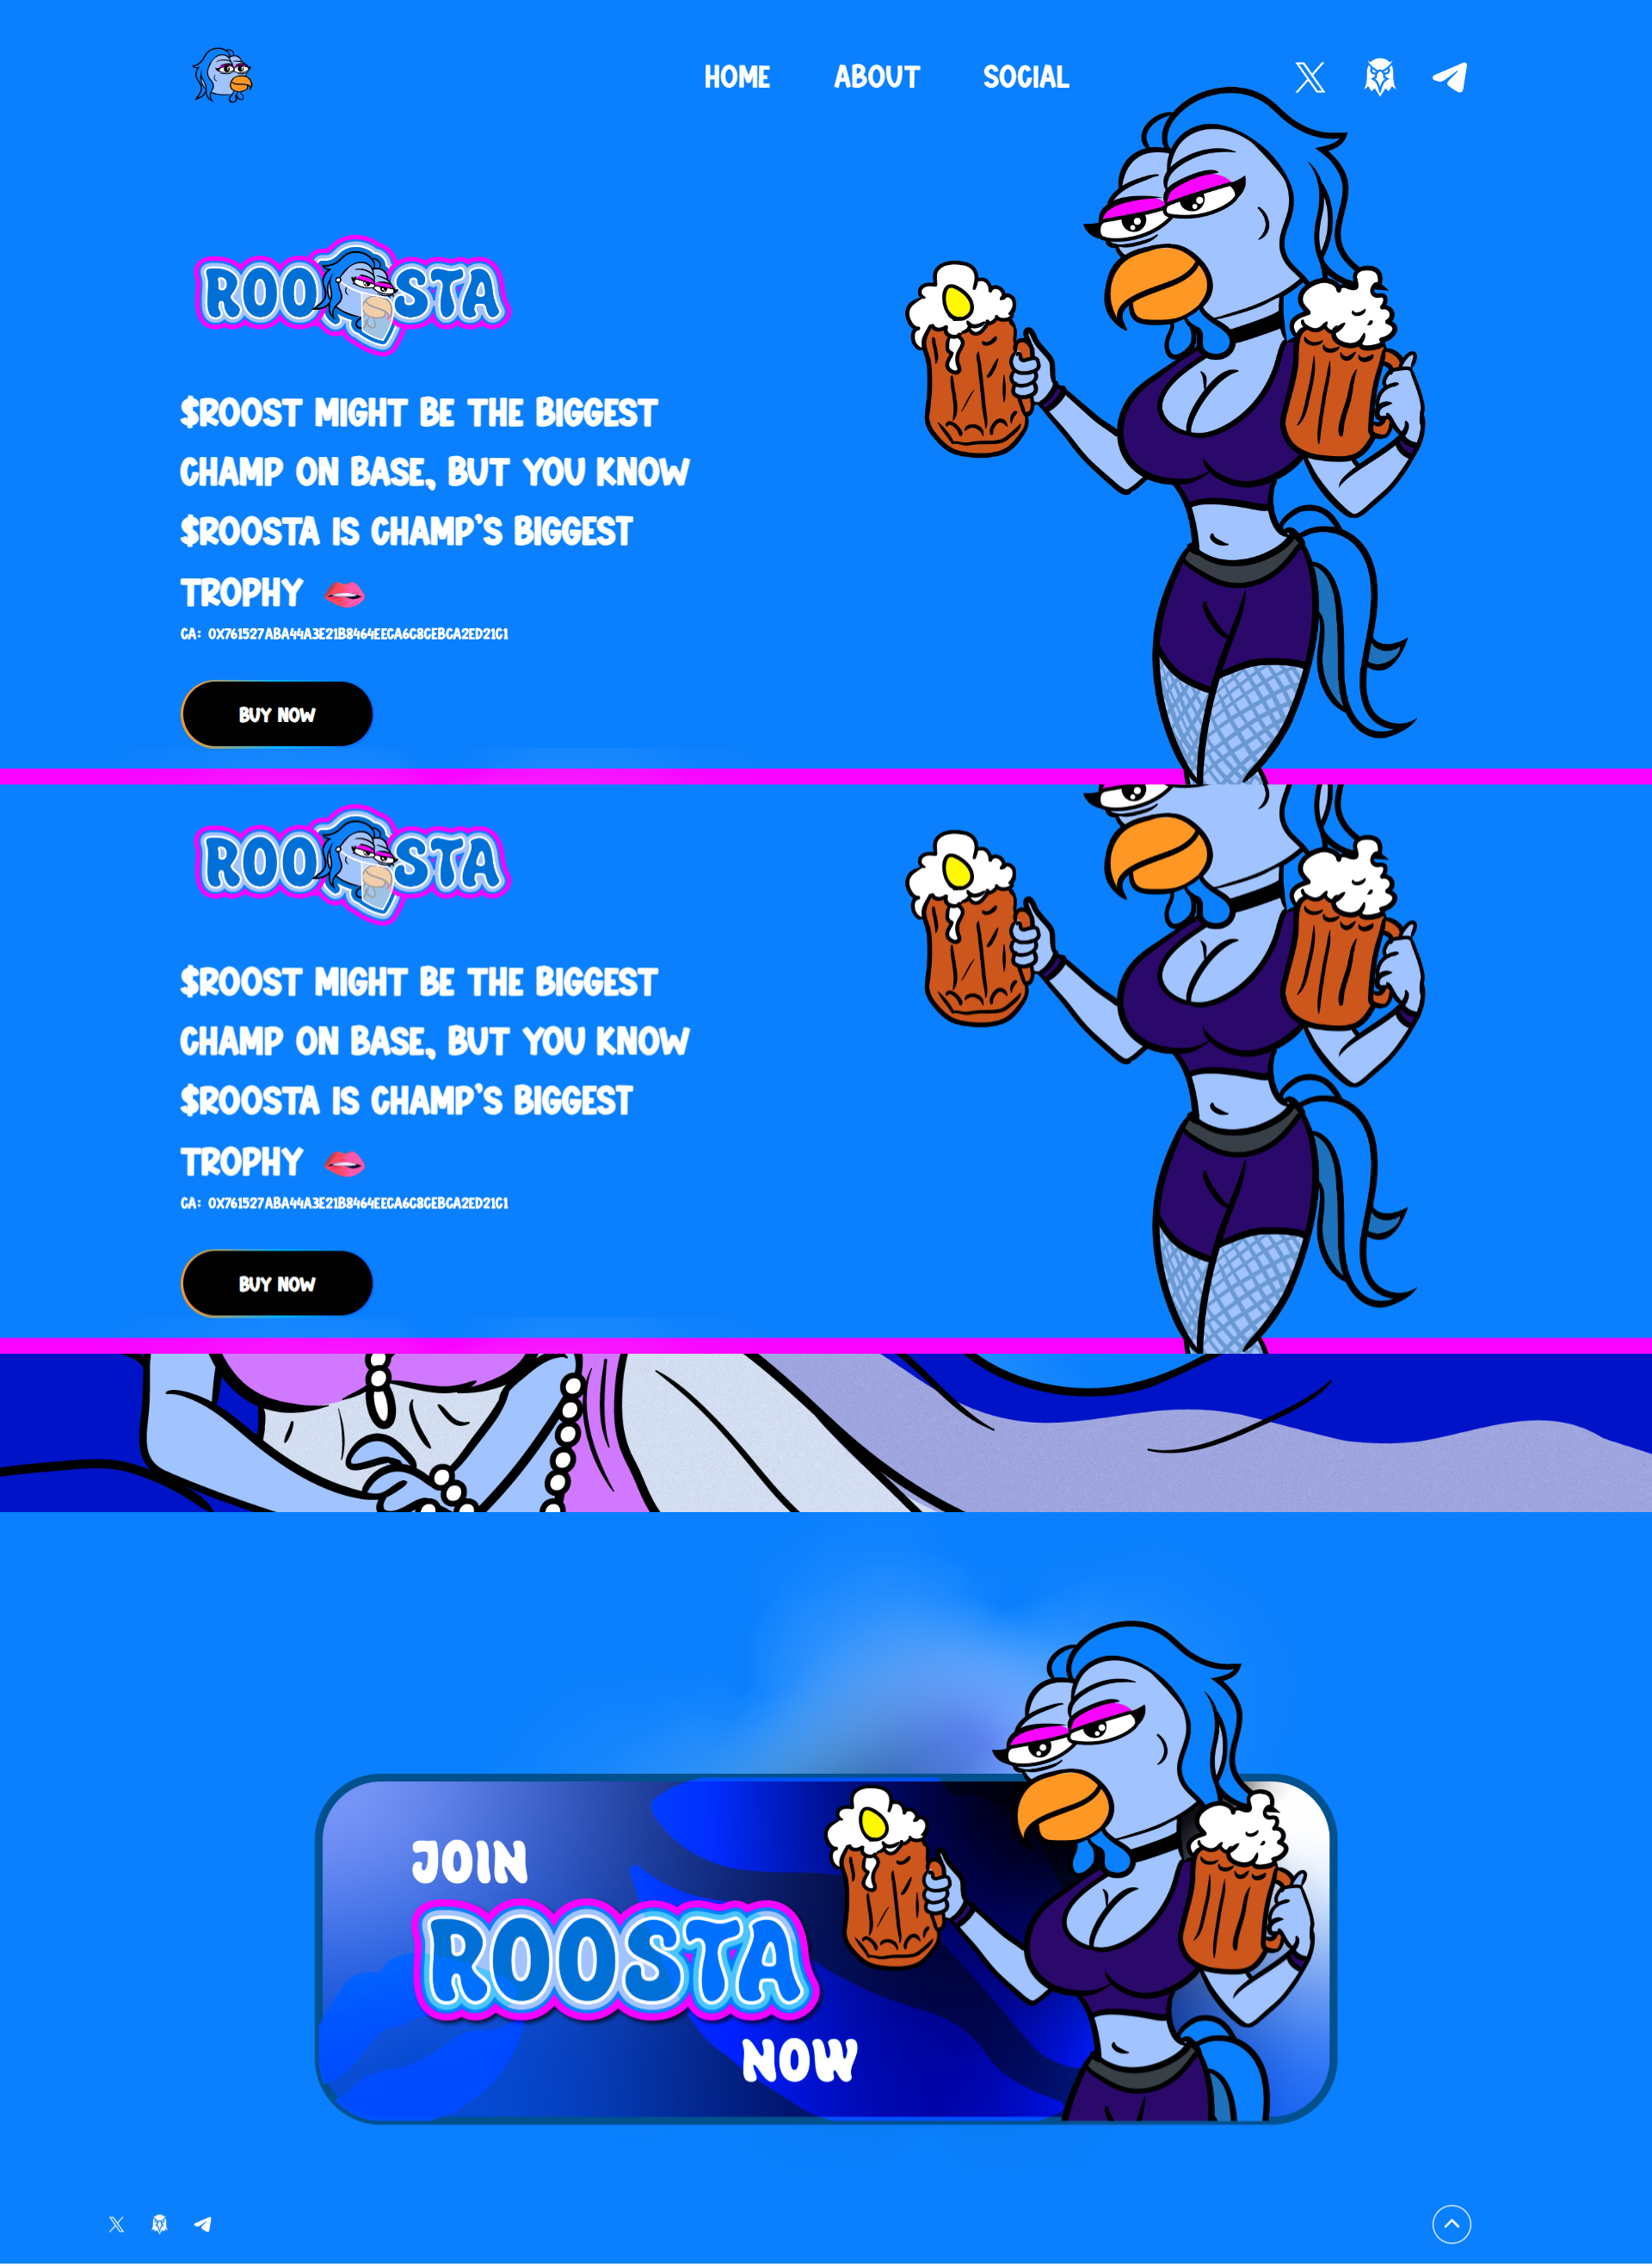 HOME ABOUT SOCIAL
ROOSTA
$ROOST MIGHT BE THE BIGGEST
CHAMP ON BASE, BUT YOU KNOW
$ROOSTA IS CHAMP'S BIGGEST
TROPHY
CA: 0X761527ABA44A3E21B8464EECA6C8CEBCA2ED21C1
BUY NOW
ROOSTA
$ROOST MIGHT BE THE BIGGEST
CHAMP ON BASE, BUT YOU KNOW
$ROOSTA IS CHAMP'S BIGGEST
TROPHY
CA: 0X761527ABA44A3E21B8464EECA6C8CEBCA2ED21C1
BUY NOW
JOIN
ROOSTA
NOW